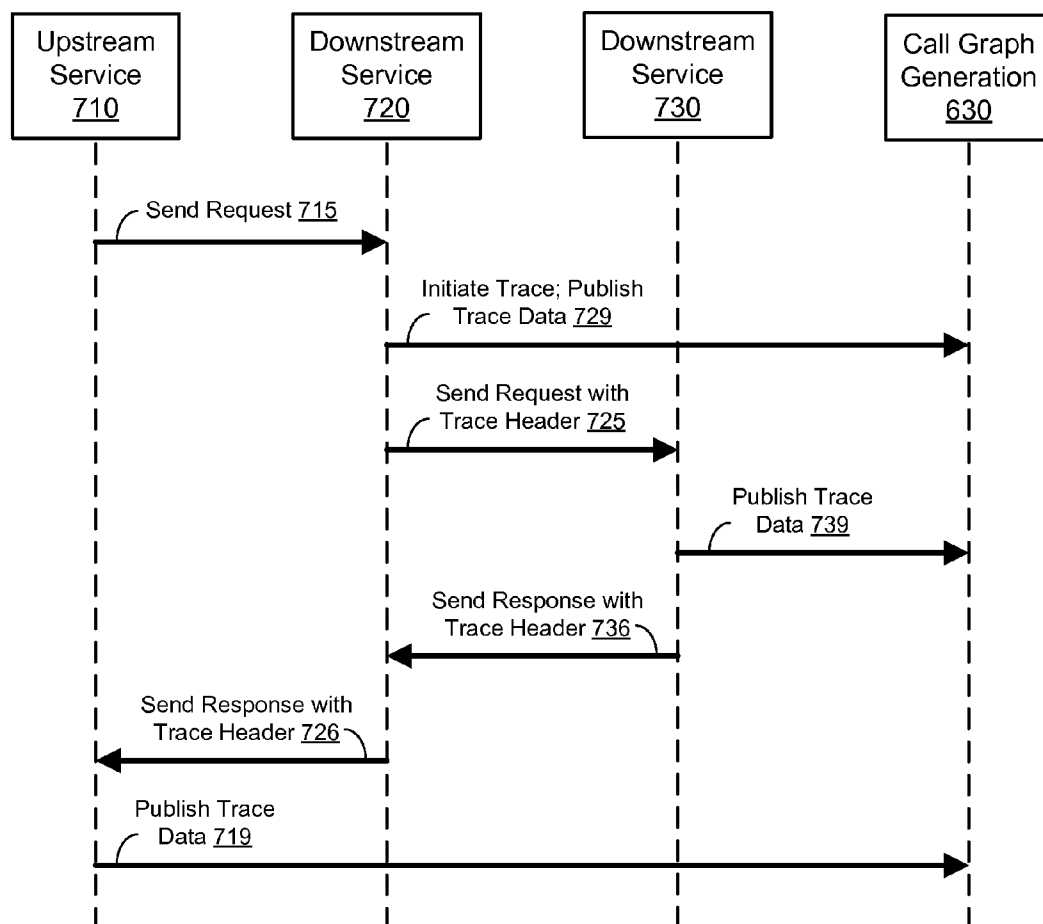 Upstream
Service
710
Downstream
Service
720
Downstream
Service
730
Call Graph
Generation
630
Send Request 715
Initiate Trace; Publish
Trace Data 729
Send Request with
Trace Header 725
Publish Trace
Data 739
Send Response with
Trace Header 736
Send Response with
Trace Header 726
Publish Trace
Data 719